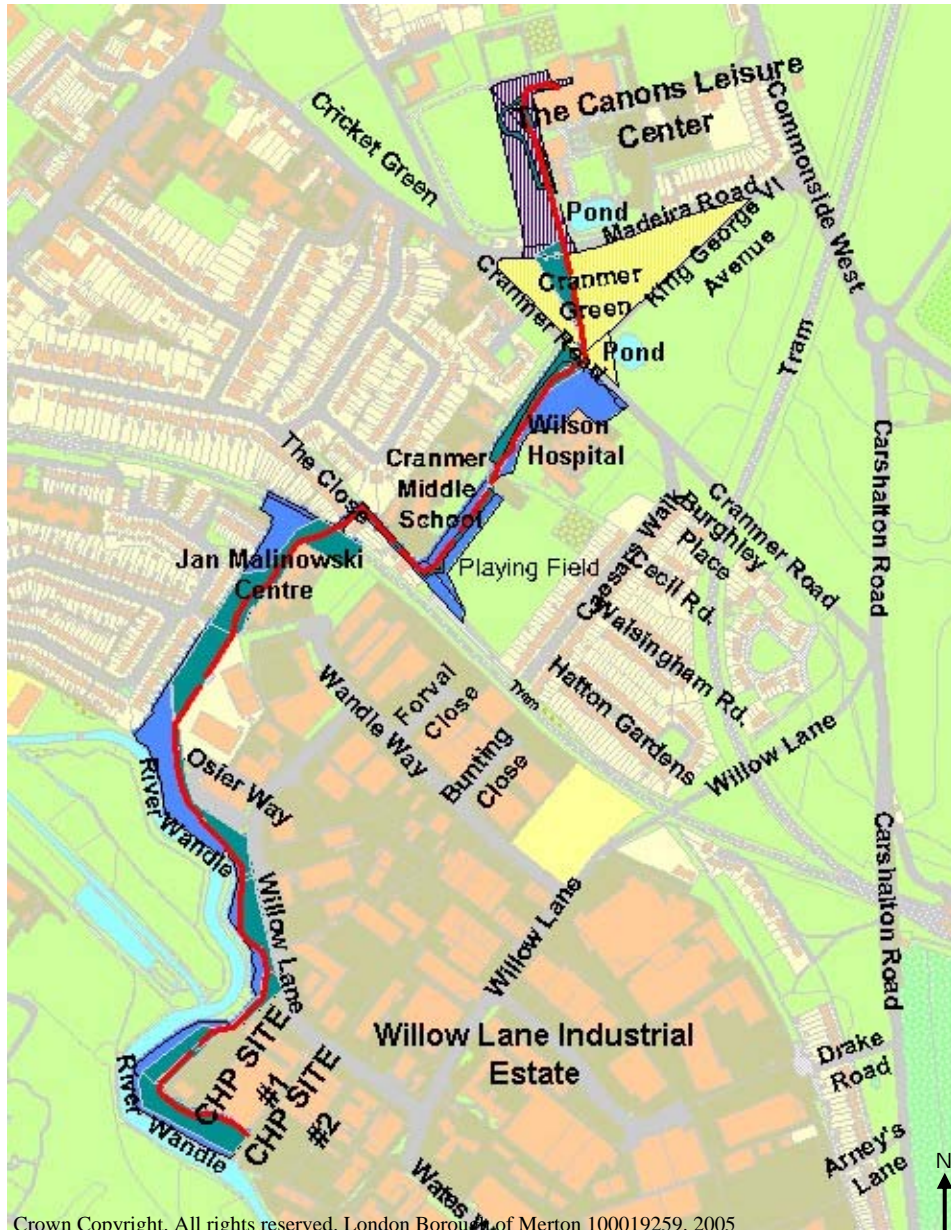 The Canons Leisure
Center
Cricket Green
Commonside West
Pond
Madeira Road
King George VI
Avenue
Cranmer
Green
Cranmer Road
Pond
Tram
Wilson
Hospital
Cranmer
Middle
School
The Close
Carshalton Road
Jan Malinowski
Centre
Playing Field
Caesars Walk
Burghley
Place
Cranmer Road
Cecil Rd.
Walsingham Rd.
Hatton Gardens
Tram
Forval
Close
Wandle Way
Bunting
Close
Willow Lane
Osier Way
River Wandle
Carshalton Road
Willow Lane
Willow Lane
Willow Lane Industrial
Estate
CHP SITE
#1
CHP SITE
#2
River
Wandle
Drake
Road
Arney's
Lane
N
Wates
Crown Copyright. All rights reserved. London Borough of Merton 100019259. 2005